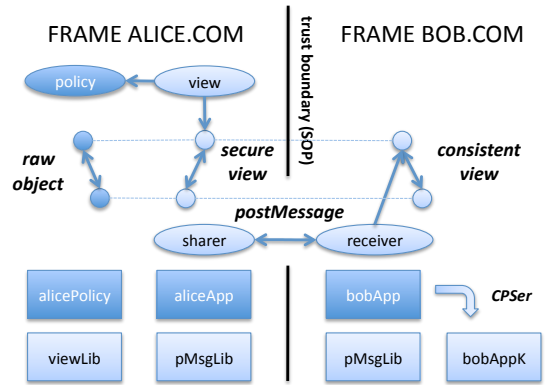 FRAME ALICE.COM
FRAME BOB.COM
trust boundary (SOP)
policy
view
raw
object
secure
view
consistent
view
postMessage
sharer
receiver
alicePolicy
aliceApp
bobApp
CPSer
viewLib
pMsgLib
pMsgLib
bobAppK